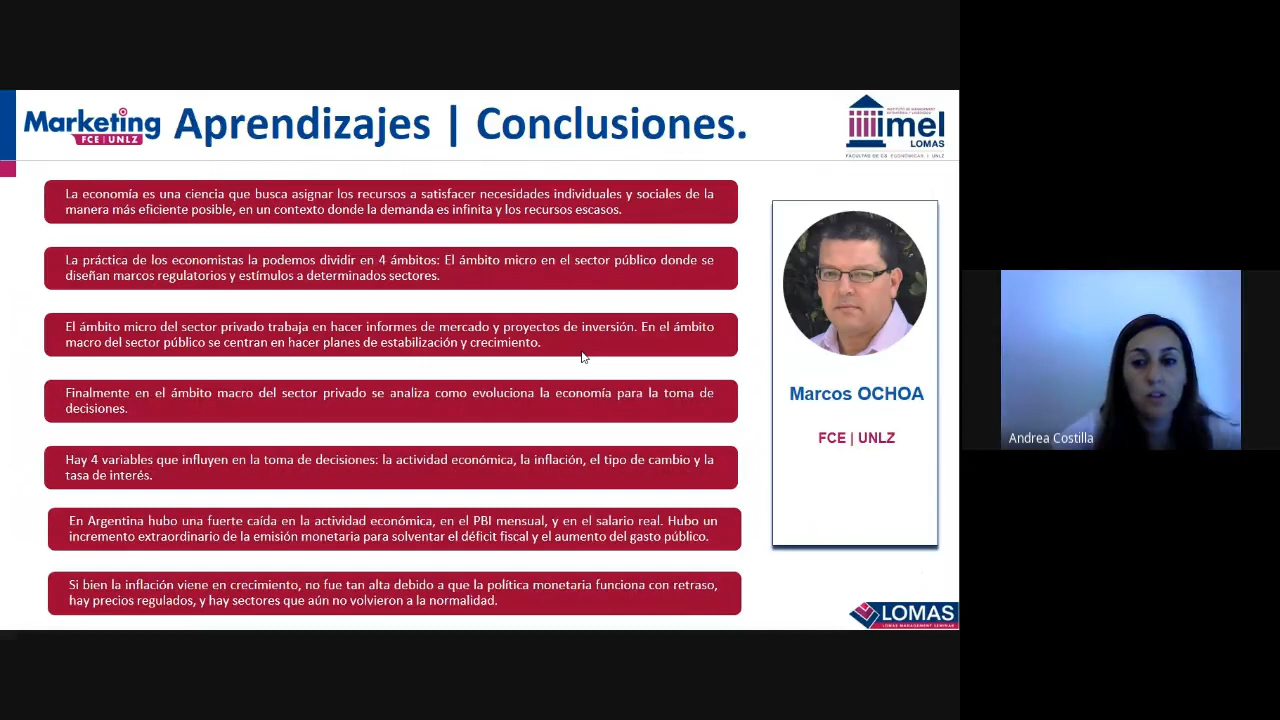 Marketing
FCE | UNLZ
Aprendizajes | Conclusiones.
INSTITUTO DE MANAGEMENT
ESTRATEGIA Y LIDERAZGO
imel
LOMAS
FACULTAD DE CS. ECONÓMICAS | UNLZ
La economía es una ciencia que busca asignar los recursos a satisfacer necesidades individuales y sociales de la
manera más eficiente posible, en un contexto donde la demanda es infinita y los recursos escasos.
La práctica de los economistas la podemos dividir en 4 ámbitos: El ámbito micro en el sector público donde se
diseñan marcos regulatorios y estímulos a determinados sectores.
El ámbito micro del sector privado trabaja en hacer informes de mercado y proyectos de inversión. En el ámbito
macro del sector público se centran en hacer planes de estabilización y crecimiento.
Finalmente en el ámbito macro del sector privado se analiza como evoluciona la economía para la toma de
decisiones.
Hay 4 variables que influyen en la toma de decisiones: la actividad económica, la inflación, el tipo de cambio y la
tasa de interés.
En Argentina hubo una fuerte caída en la actividad económica, en el PBI mensual, y en el salario real. Hubo un
incremento extraordinario de la emisión monetaria para solventar el déficit fiscal y el aumento del gasto público.
Si bien la inflación viene en crecimiento, no fue tan alta debido a que la política monetaria funciona con retraso,
hay precios regulados, y hay sectores que aún no volvieron a la normalidad.
Marcos OCHOA
FCE | UNLZ
LOMAS
LOMAS MANAGEMENT SEMINAR
Andrea Costilla